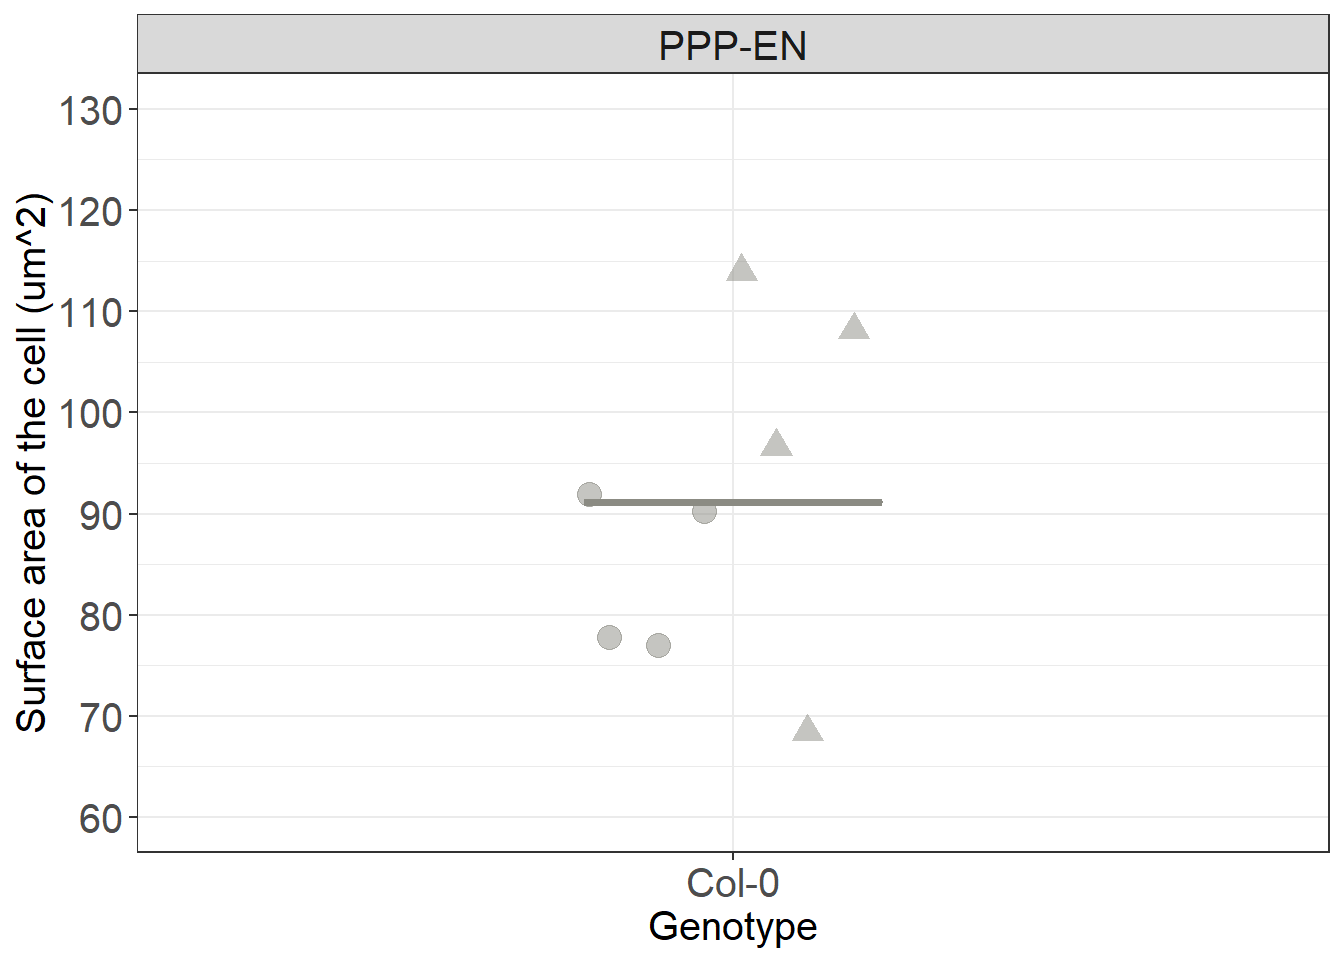 PPP-EN
130
120
110
100
90
80
70
60
Surface area of the cell (um^2)
Col-0
Genotype